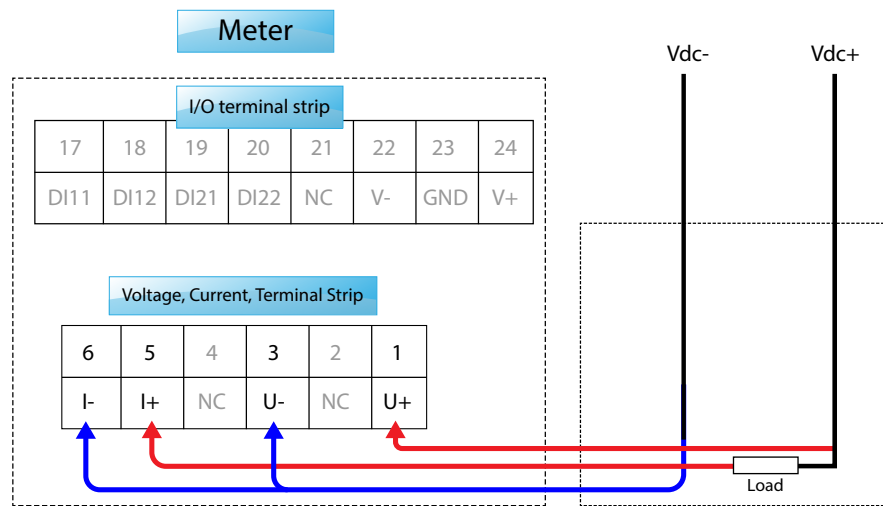 Meter
Vdc- Vdc+
I/O terminal strip
17 18 19 20 21 22 23 24
DI11 DI12 DI21 DI22 NC V- GND V+
Voltage, Current, Terminal Strip
6 5 4 3 2 1
I- I+ NC U- NC U+
Load